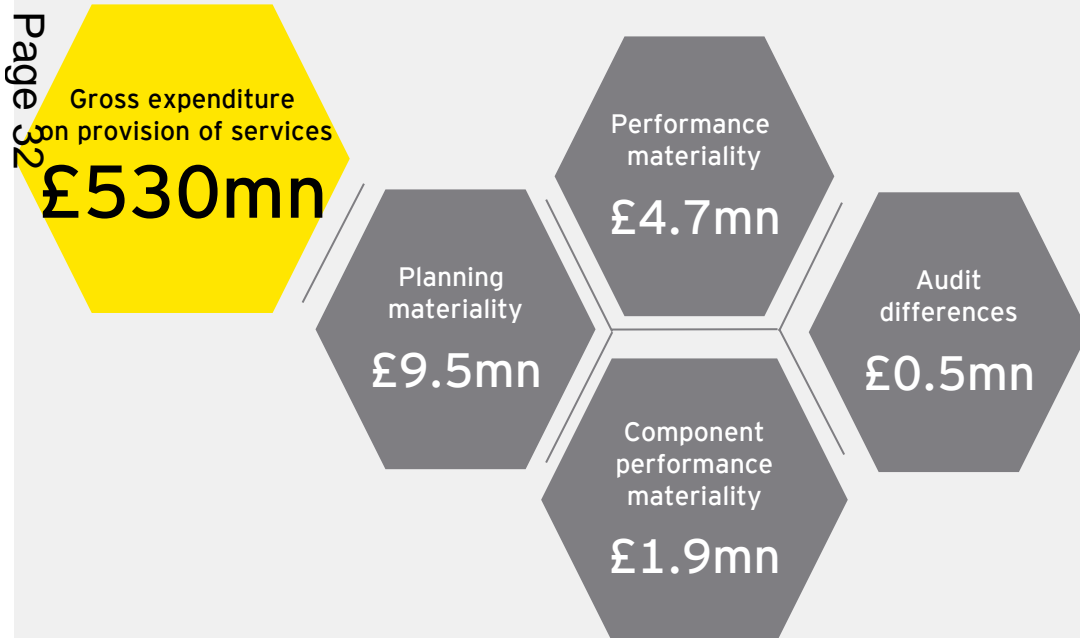 Page 32
Gross expenditure
on provision of services
£530mn
Planning
materiality
£9.5mn
Performance
materiality
£4.7mn
Component
performance
materiality
£1.9mn
Audit
differences
£0.5mn